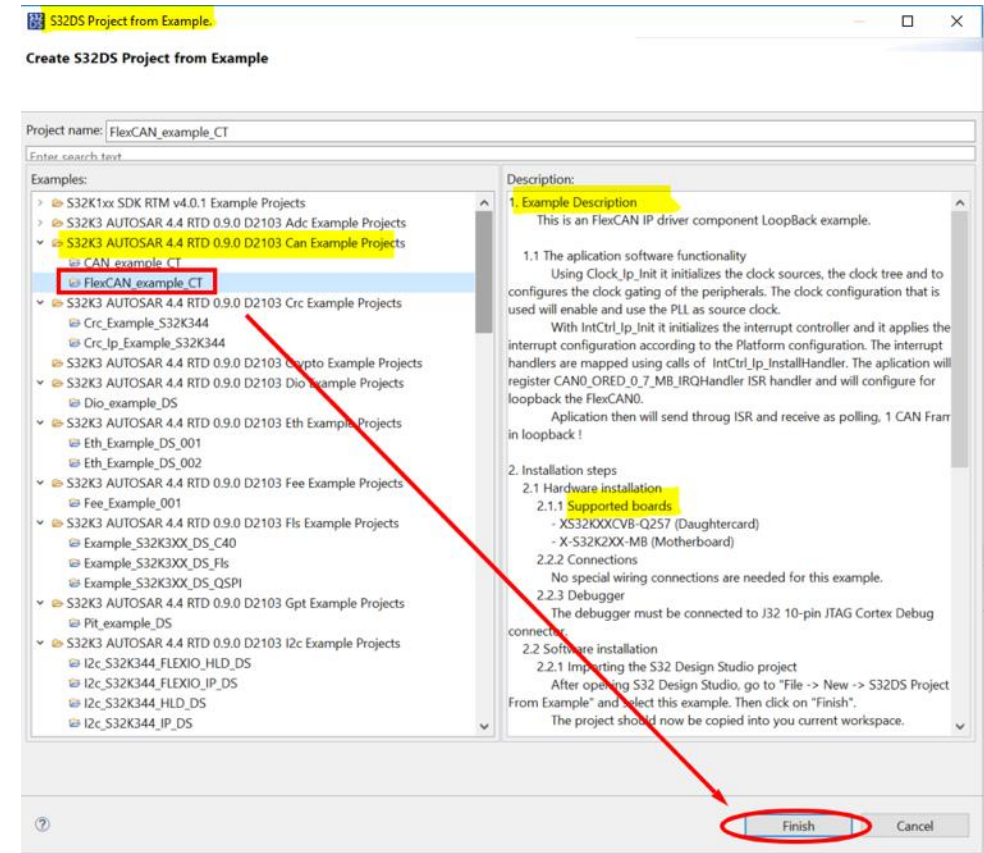 S32DS Project from Example.
Create S32DS Project from Example
Project name: FlexCAN_example_CT
Enter search text
Examples:
S32K1xx SDK RTM v4.0.1 Example Projects
S32K3 AUTOSAR 4.4 RTD 0.9.0 D2103 Adc Example Projects
S32K3 AUTOSAR 4.4 RTD 0.9.0 D2103 Can Example Projects
CAN_example_CT
FlexCAN_example_CT
S32K3 AUTOSAR 4.4 RTD 0.9.0 D2103 Crc Example Projects
Crc_Example_S32K344
Crc_Ip_Example_S32K344
S32K3 AUTOSAR 4.4 RTD 0.9.0 D2103 Crypto Example Projects
S32K3 AUTOSAR 4.4 RTD 0.9.0 D2103 Dio Example Projects
Dio_example_DS
S32K3 AUTOSAR 4.4 RTD 0.9.0 D2103 Eth Example Projects
Eth_Example_DS_001
Eth_Example_DS_002
S32K3 AUTOSAR 4.4 RTD 0.9.0 D2103 Fee Example Projects
Fee_Example_001
S32K3 AUTOSAR 4.4 RTD 0.9.0 D2103 Fls Example Projects
Example_S32K3XX_DS_C40
Example_S32K3XX_DS_Fls
Example_S32K3XX_DS_QSPI
S32K3 AUTOSAR 4.4 RTD 0.9.0 D2103 Gpt Example Projects
Pit_example_DS
S32K3 AUTOSAR 4.4 RTD 0.9.0 D2103 I2c Example Projects
I2c_S32K344_FLEXIO_HLD_DS
I2c_S32K344_FLEXIO_IP_DS
I2c_S32K344_HLD_DS
I2c_S32K344_IP_DS
Description:
1. Example Description
This is an FlexCAN IP driver component LoopBack example.
1.1 The aplication software functionality
Using Clock_Ip_Init it initializes the clock sources, the clock tree and to
configures the clock gating of the peripherals. The clock configuration that is
used will enable and use the PLL as source clock.
With IntCtrl_Ip_Init it initializes the interrupt controller and it applies the
interrupt configuration according to the Platform configuration. The interrupt
handlers are mapped using calls of IntCtrl_Ip_InstallHandler. The aplication will
register CAN0_ORED_0_7_MB_IRQHandler ISR handler and will configure for
loopback the FlexCAN0.
Aplication then will send throug ISR and receive as polling, 1 CAN Fram
in loopback !
2. Installation steps
2.1 Hardware installation
2.1.1 Supported boards
- XS32KXXCVB-Q257 (Daughtercard)
- X-S32K2XX-MB (Motherboard)
2.2.2 Connections
No special wiring connections are needed for this example.
2.2.3 Debugger
The debugger must be connected to J32 10-pin JTAG Cortex Debug
connector.
2.2 Software installation
2.2.1 Importing the S32 Design Studio project
After opening S32 Design Studio, go to "File -> New -> S32DS Project
From Example" and select this example. Then click on "Finish".
The project should now be copied into you current workspace.
Finish
Cancel